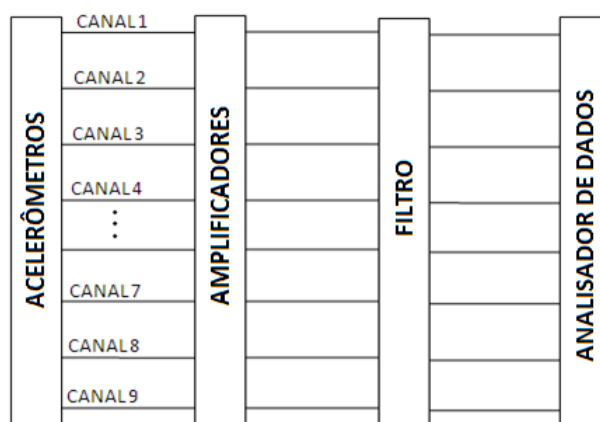 ACELERÔMETROS
CANAL1
CANAL2
CANAL3
CANAL4
CANAL7
CANAL8
CANAL9
AMPLIFICADORES
FILTRO
ANALISADOR DE DADOS